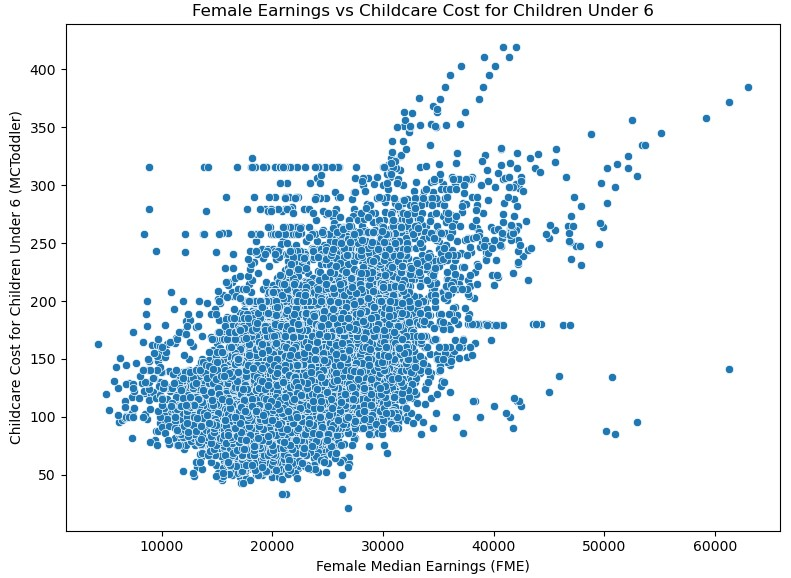 Female Earnings vs Childcare Cost for Children Under 6
Childcare Cost for Children Under 6 (MCToddler)
400
350
300
250
200
150
100
50
10000 20000 30000 40000 50000 60000
Female Median Earnings (FME)